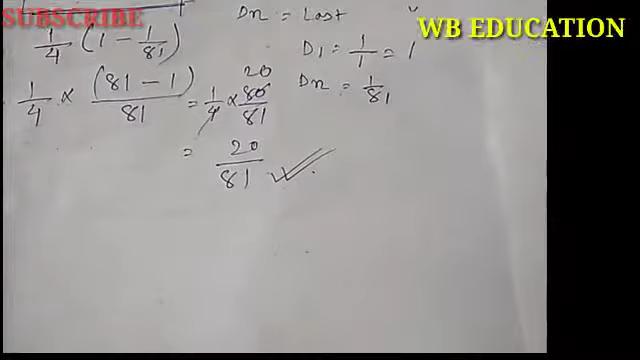 SUBSCRIBE
WB EDUCATION
Dn = Last
1/4 (1 - 1/81)
D1 = 1/1 = 1
1/4 × (81 - 1)/81 = 1/4 × 80/81
20
Dn = 1/81
= 20/81